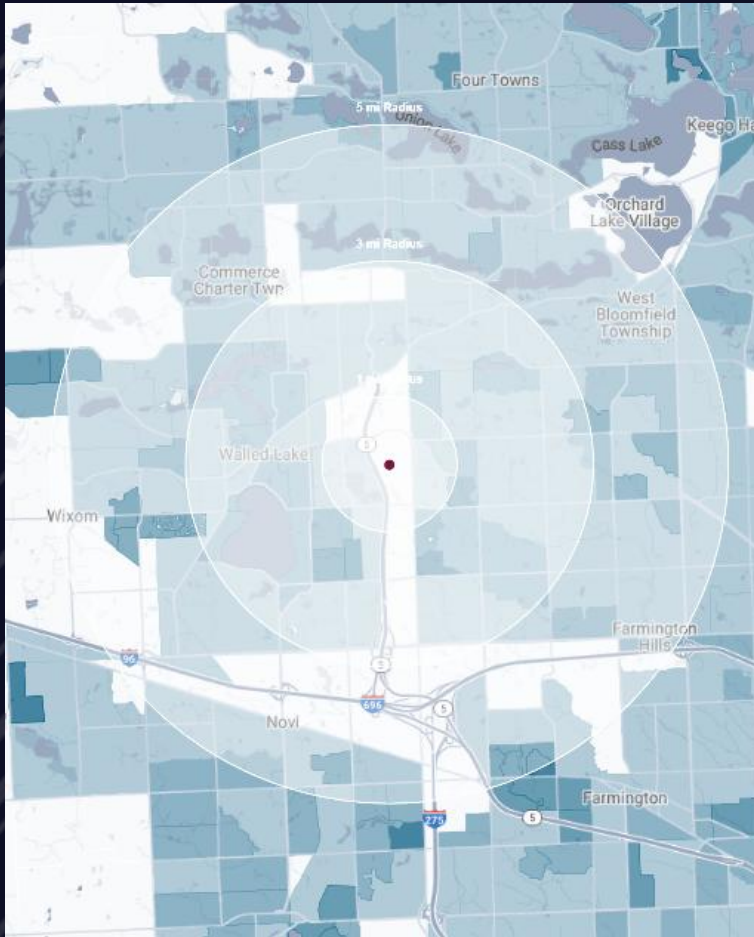 Four Towns
5 mi Radius
Union Lake
Keego Ha
Cass Lake
Orchard
Lake Village
3 mi Radius
Commerce
Charter Twp
West
Bloomfield
Township
5
Walled Lake
Wixom
Farmington
Hills
96
5
696
5
Novi
Farmington
275
5